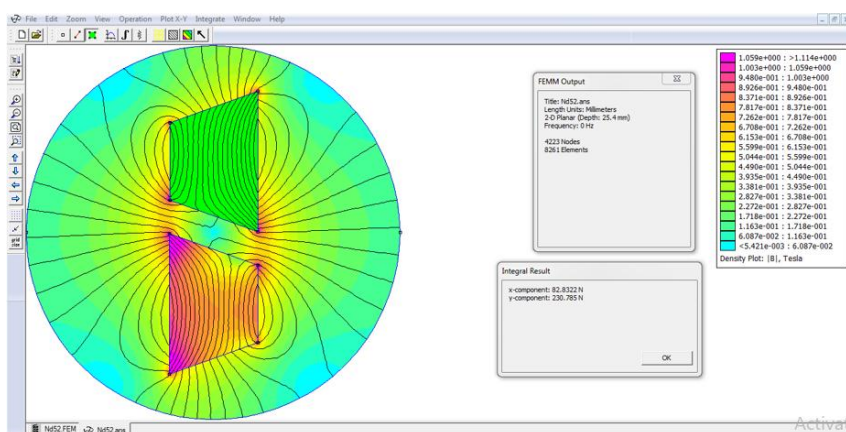 File Edit Zoom View Operation Plot X-Y Integrate Window Help
FEMM Output
Title: Nd52.ans
Length Units: Millimeters
2-D Planar (Depth: 25.4 mm)
Frequency: 0 Hz
4223 Nodes
8261 Elements
Integral Result
x-component: 82.8322 N
y-component: 230.785 N
OK
1.059e+000 : >1.114e+000
1.003e+000 : 1.059e+000
9.480e-001 : 1.003e+000
8.926e-001 : 9.480e-001
8.371e-001 : 8.926e-001
7.817e-001 : 8.371e-001
7.262e-001 : 7.817e-001
6.708e-001 : 7.262e-001
6.153e-001 : 6.708e-001
5.599e-001 : 6.153e-001
5.044e-001 : 5.599e-001
4.490e-001 : 5.044e-001
3.935e-001 : 4.490e-001
3.381e-001 : 3.935e-001
2.827e-001 : 3.381e-001
2.272e-001 : 2.827e-001
1.718e-001 : 2.272e-001
1.163e-001 : 1.718e-001
6.087e-002 : 1.163e-001
<5.421e-003 : 6.087e-002
Density Plot: |B|, Tesla
Nd52.FEM Nd52.ans
Activat